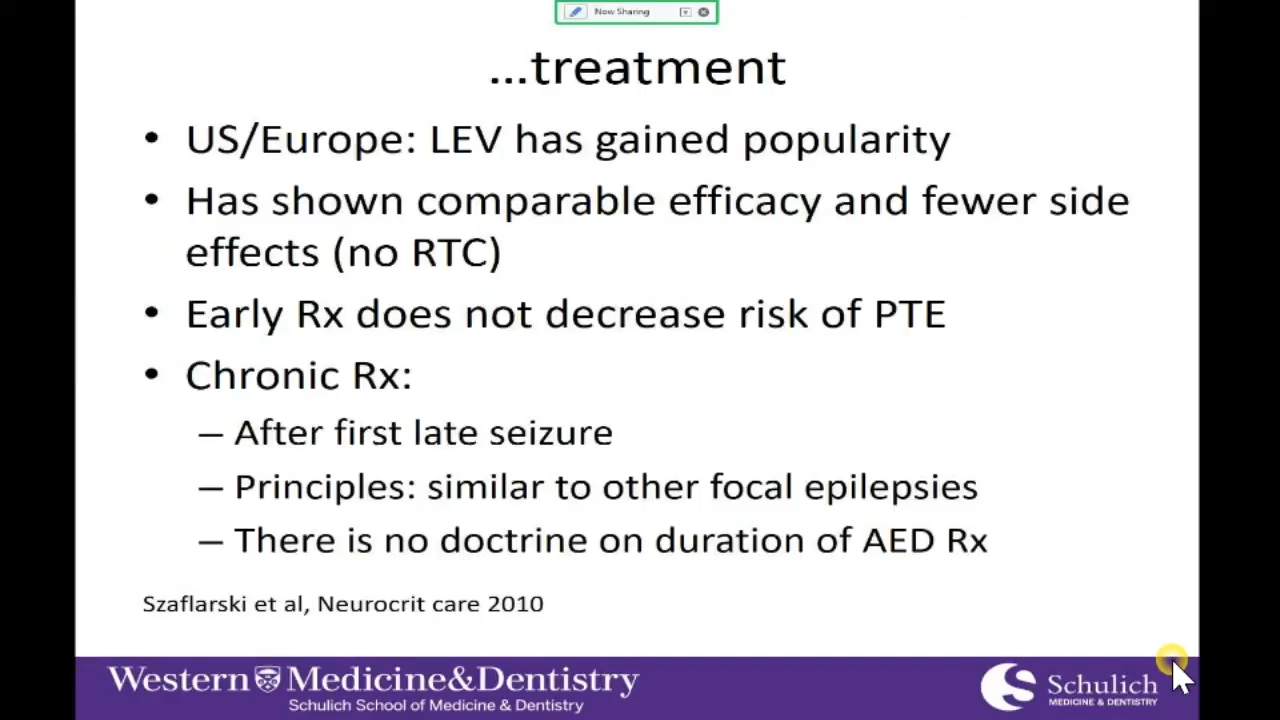 Now Sharing
...treatment
• US/Europe: LEV has gained popularity
• Has shown comparable efficacy and fewer side
effects (no RTC)
• Early Rx does not decrease risk of PTE
• Chronic Rx:
– After first late seizure
– Principles: similar to other focal epilepsies
– There is no doctrine on duration of AED Rx
Szaflarski et al, Neurocrit care 2010
Western Medicine&Dentistry
Schulich School of Medicine & Dentistry
Schulich
MEDICINE & DENTISTRY